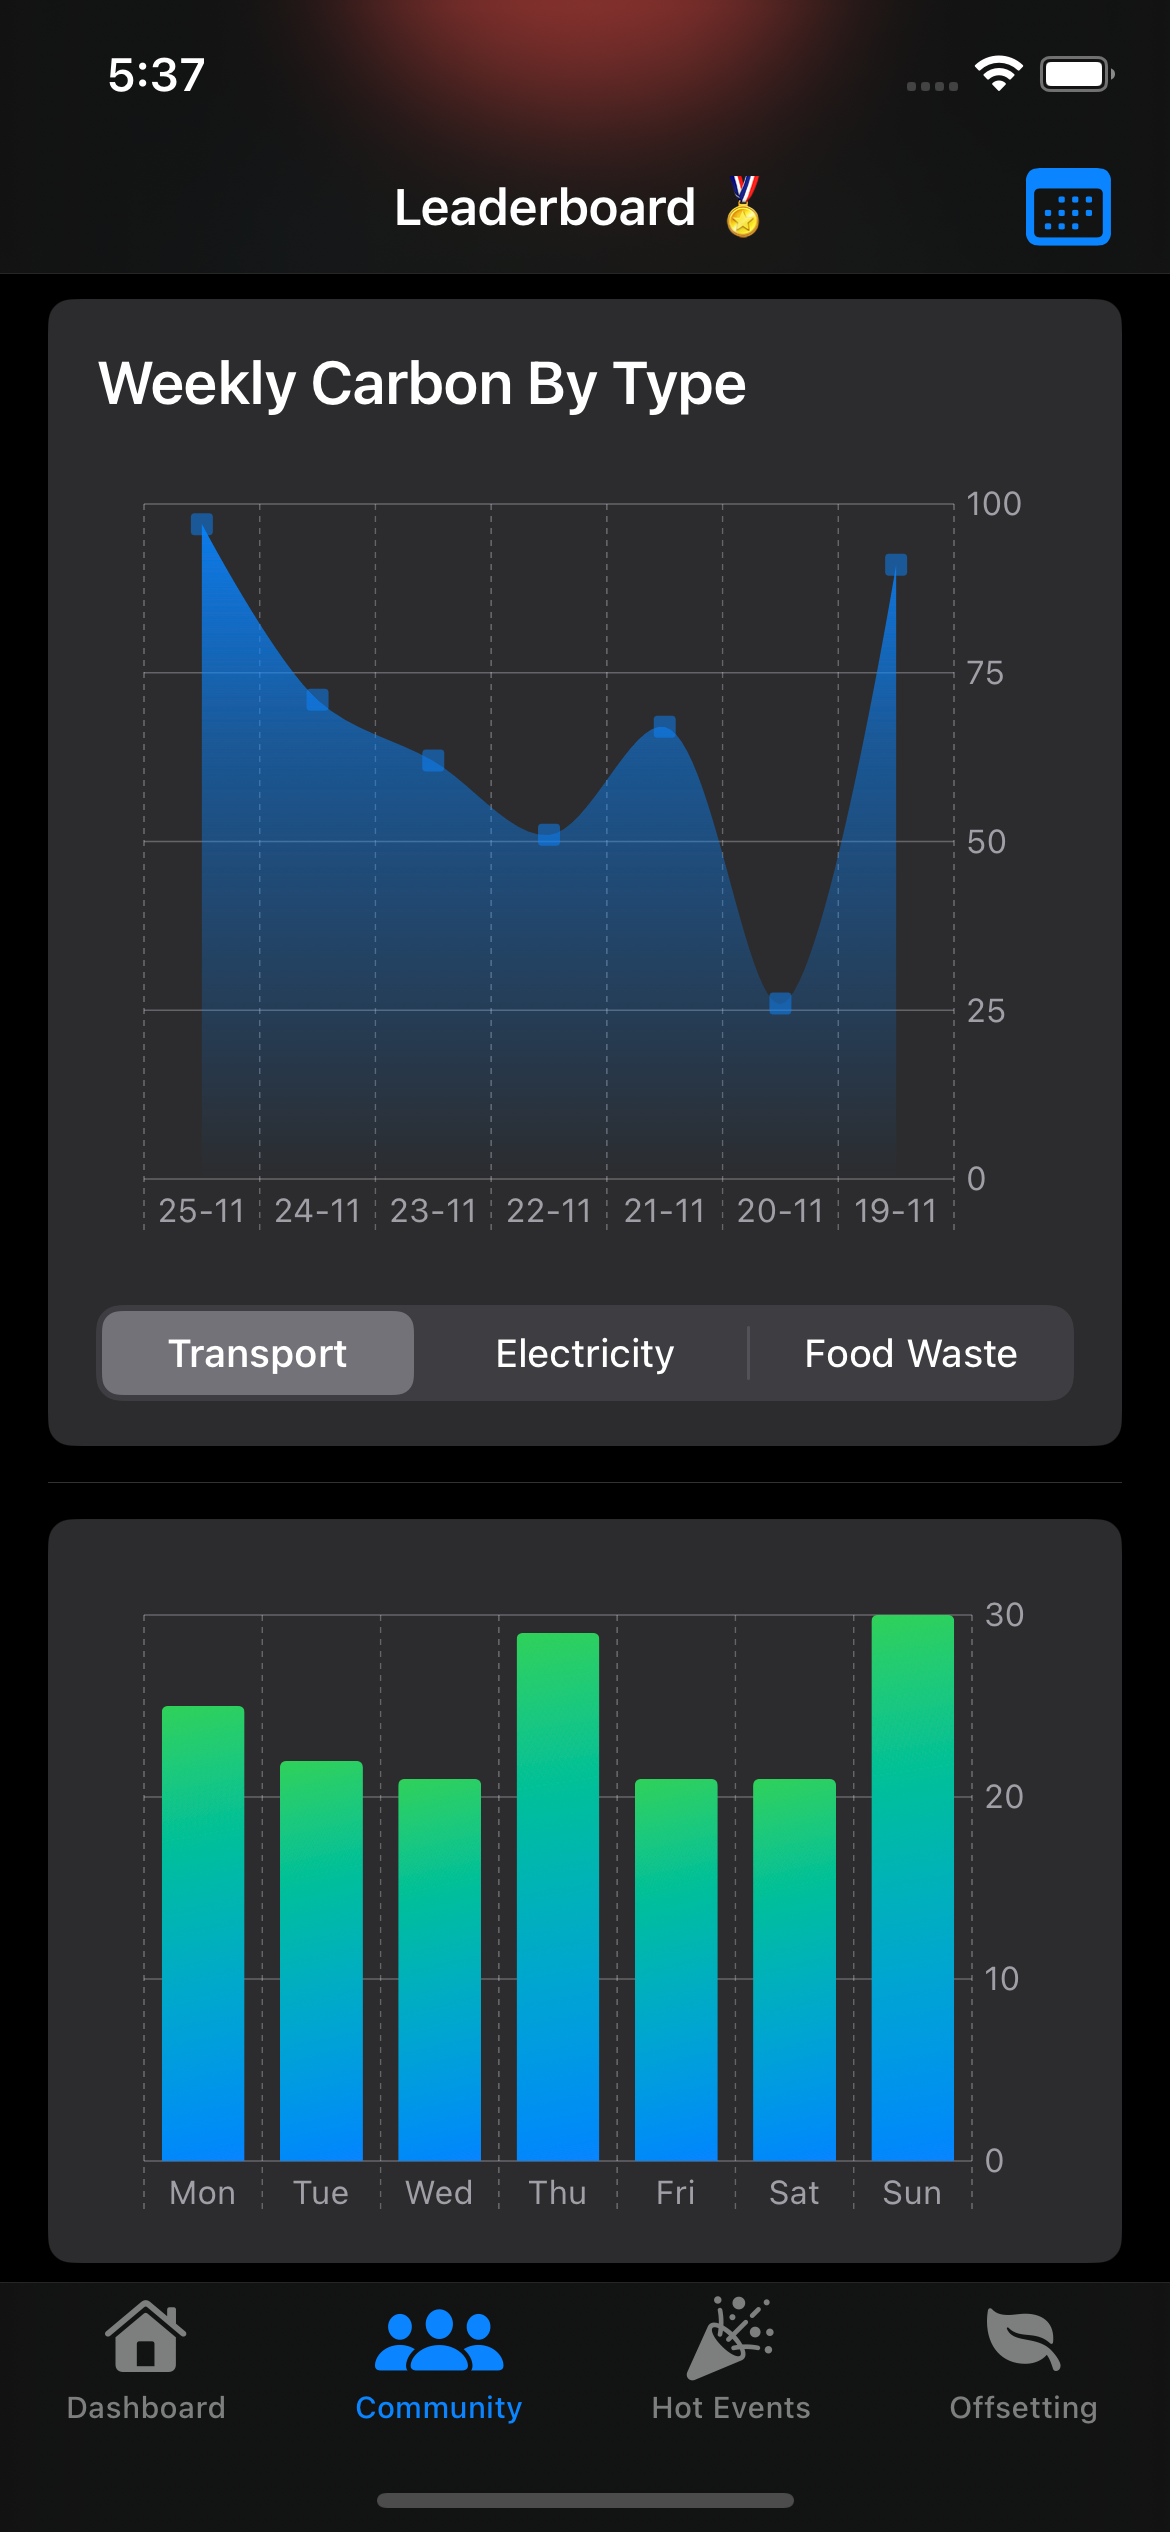 5:37
Leaderboard 🏅
Weekly Carbon By Type
100
75
50
25
0
25-11 24-11 23-11 22-11 21-11 20-11 19-11
Transport Electricity Food Waste
30
20
10
0
Mon Tue Wed Thu Fri Sat Sun
Dashboard Community Hot Events Offsetting